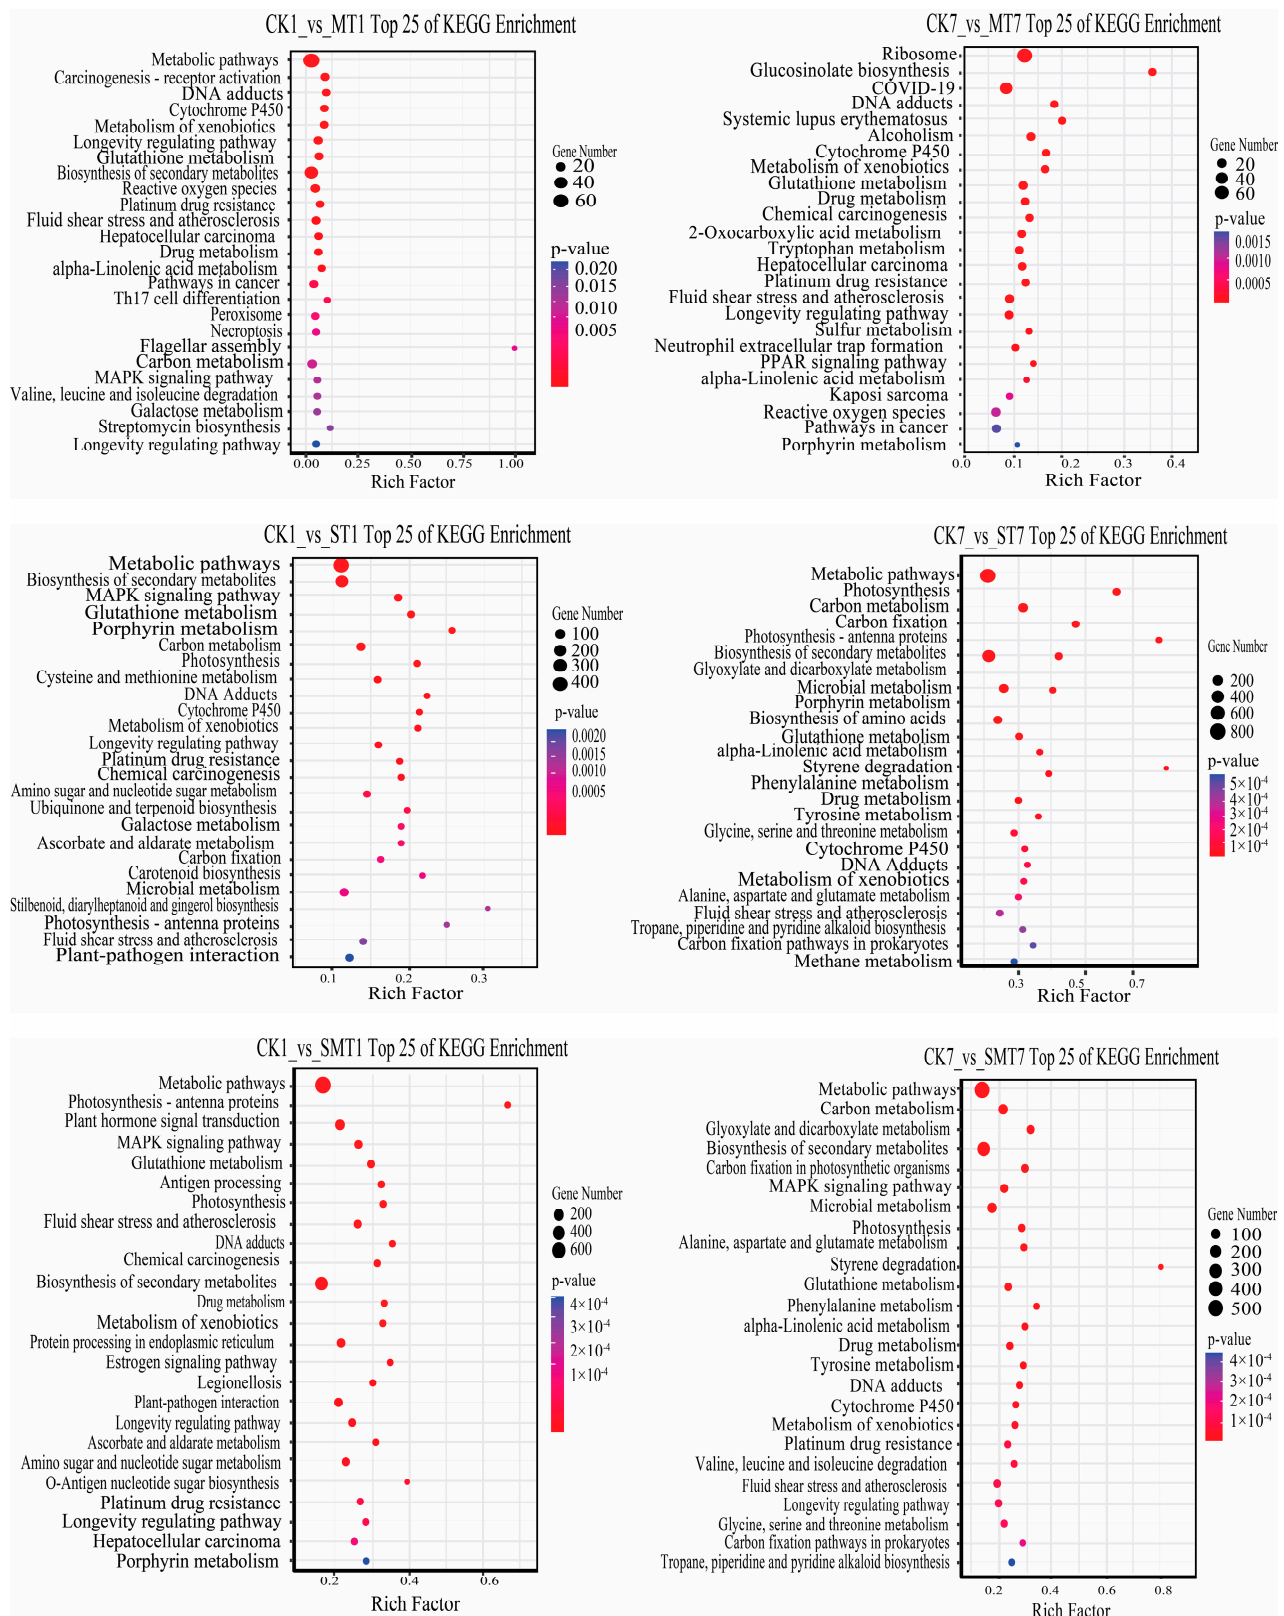 CK1_vs_MT1 Top 25 of KEGG Enrichment
Metabolic pathways
Carcinogenesis - receptor activation
DNA adducts
Cytochrome P450
Metabolism of xenobiotics
Longevity regulating pathway
Glutathione metabolism
Biosynthesis of secondary metabolites
Reactive oxygen species
Platinum drug resistance
Fluid shear stress and atherosclerosis
Hepatocellular carcinoma
Drug metabolism
alpha-Linolenic acid metabolism
Pathways in cancer
Th17 cell differentiation
Peroxisome
Necroptosis
Flagellar assembly
Carbon metabolism
MAPK signaling pathway
Valine, leucine and isoleucine degradation
Galactose metabolism
Streptomycin biosynthesis
Longevity regulating pathway
0.00 0.25 0.50 0.75 1.00
Rich Factor
Gene Number
20
40
60
p-value
0.020
0.015
0.010
0.005
CK7_vs_MT7 Top 25 of KEGG Enrichment
Ribosome
Glucosinolate biosynthesis
COVID-19
DNA adducts
Systemic lupus erythematosus
Alcoholism
Cytochrome P450
Metabolism of xenobiotics
Glutathione metabolism
Drug metabolism
Chemical carcinogenesis
2-Oxocarboxylic acid metabolism
Tryptophan metabolism
Hepatocellular carcinoma
Platinum drug resistance
Fluid shear stress and atherosclerosis
Longevity regulating pathway
Sulfur metabolism
Neutrophil extracellular trap formation
PPAR signaling pathway
alpha-Linolenic acid metabolism
Kaposi sarcoma
Reactive oxygen species
Pathways in cancer
Porphyrin metabolism
0.0 0.1 0.2 0.3 0.4
Rich Factor
Gene Number
20
40
60
p-value
0.0015
0.0010
0.0005
CK1_vs_ST1 Top 25 of KEGG Enrichment
Metabolic pathways
Biosynthesis of secondary metabolites
MAPK signaling pathway
Glutathione metabolism
Porphyrin metabolism
Carbon metabolism
Photosynthesis
Cysteine and methionine metabolism
DNA Adducts
Cytochrome P450
Metabolism of xenobiotics
Longevity regulating pathway
Platinum drug resistance
Chemical carcinogenesis
Amino sugar and nucleotide sugar metabolism
Ubiquinone and terpenoid biosynthesis
Galactose metabolism
Ascorbate and aldarate metabolism
Carbon fixation
Carotenoid biosynthesis
Microbial metabolism
Stilbenoid, diarylheptanoid and gingerol biosynthesis
Photosynthesis - antenna proteins
Fluid shear stress and atherosclerosis
Plant-pathogen interaction
0.1 0.2 0.3
Rich Factor
Gene Number
100
200
300
400
p-value
0.0020
0.0015
0.0010
0.0005
CK7_vs_ST7 Top 25 of KEGG Enrichment
Metabolic pathways
Photosynthesis
Carbon metabolism
Carbon fixation
Photosynthesis - antenna proteins
Biosynthesis of secondary metabolites
Glyoxylate and dicarboxylate metabolism
Microbial metabolism
Porphyrin metabolism
Biosynthesis of amino acids
Glutathione metabolism
alpha-Linolenic acid metabolism
Styrene degradation
Phenylalanine metabolism
Drug metabolism
Tyrosine metabolism
Glycine, serine and threonine metabolism
Cytochrome P450
DNA Adducts
Metabolism of xenobiotics
Alanine, aspartate and glutamate metabolism
Fluid shear stress and atherosclerosis
Tropane, piperidine and pyridine alkaloid biosynthesis
Carbon fixation pathways in prokaryotes
Methane metabolism
0.3 0.5 0.7
Rich Factor
Gene Number
200
400
600
800
p-value
5×10⁻⁴
4×10⁻⁴
3×10⁻⁴
2×10⁻⁴
1×10⁻⁴
CK1_vs_SMT1 Top 25 of KEGG Enrichment
Metabolic pathways
Photosynthesis - antenna proteins
Plant hormone signal transduction
MAPK signaling pathway
Glutathione metabolism
Antigen processing
Photosynthesis
Fluid shear stress and atherosclerosis
DNA adducts
Chemical carcinogenesis
Biosynthesis of secondary metabolites
Drug metabolism
Metabolism of xenobiotics
Protein processing in endoplasmic reticulum
Estrogen signaling pathway
Legionellosis
Plant-pathogen interaction
Longevity regulating pathway
Ascorbate and aldarate metabolism
Amino sugar and nucleotide sugar metabolism
O-Antigen nucleotide sugar biosynthesis
Platinum drug resistance
Longevity regulating pathway
Hepatocellular carcinoma
Porphyrin metabolism
0.2 0.4 0.6
Rich Factor
Gene Number
200
400
600
p-value
4×10⁻⁴
3×10⁻⁴
2×10⁻⁴
1×10⁻⁴
CK7_vs_SMT7 Top 25 of KEGG Enrichment
Metabolic pathways
Carbon metabolism
Glyoxylate and dicarboxylate metabolism
Biosynthesis of secondary metabolites
Carbon fixation in photosynthetic organisms
MAPK signaling pathway
Microbial metabolism
Photosynthesis
Alanine, aspartate and glutamate metabolism
Styrene degradation
Glutathione metabolism
Phenylalanine metabolism
alpha-Linolenic acid metabolism
Drug metabolism
Tyrosine metabolism
DNA adducts
Cytochrome P450
Metabolism of xenobiotics
Platinum drug resistance
Valine, leucine and isoleucine degradation
Fluid shear stress and atherosclerosis
Longevity regulating pathway
Glycine, serine and threonine metabolism
Carbon fixation pathways in prokaryotes
Tropane, piperidine and pyridine alkaloid biosynthesis
0.2 0.4 0.6 0.8
Rich Factor
Gene Number
100
200
300
400
500
p-value
4×10⁻⁴
3×10⁻⁴
2×10⁻⁴
1×10⁻⁴